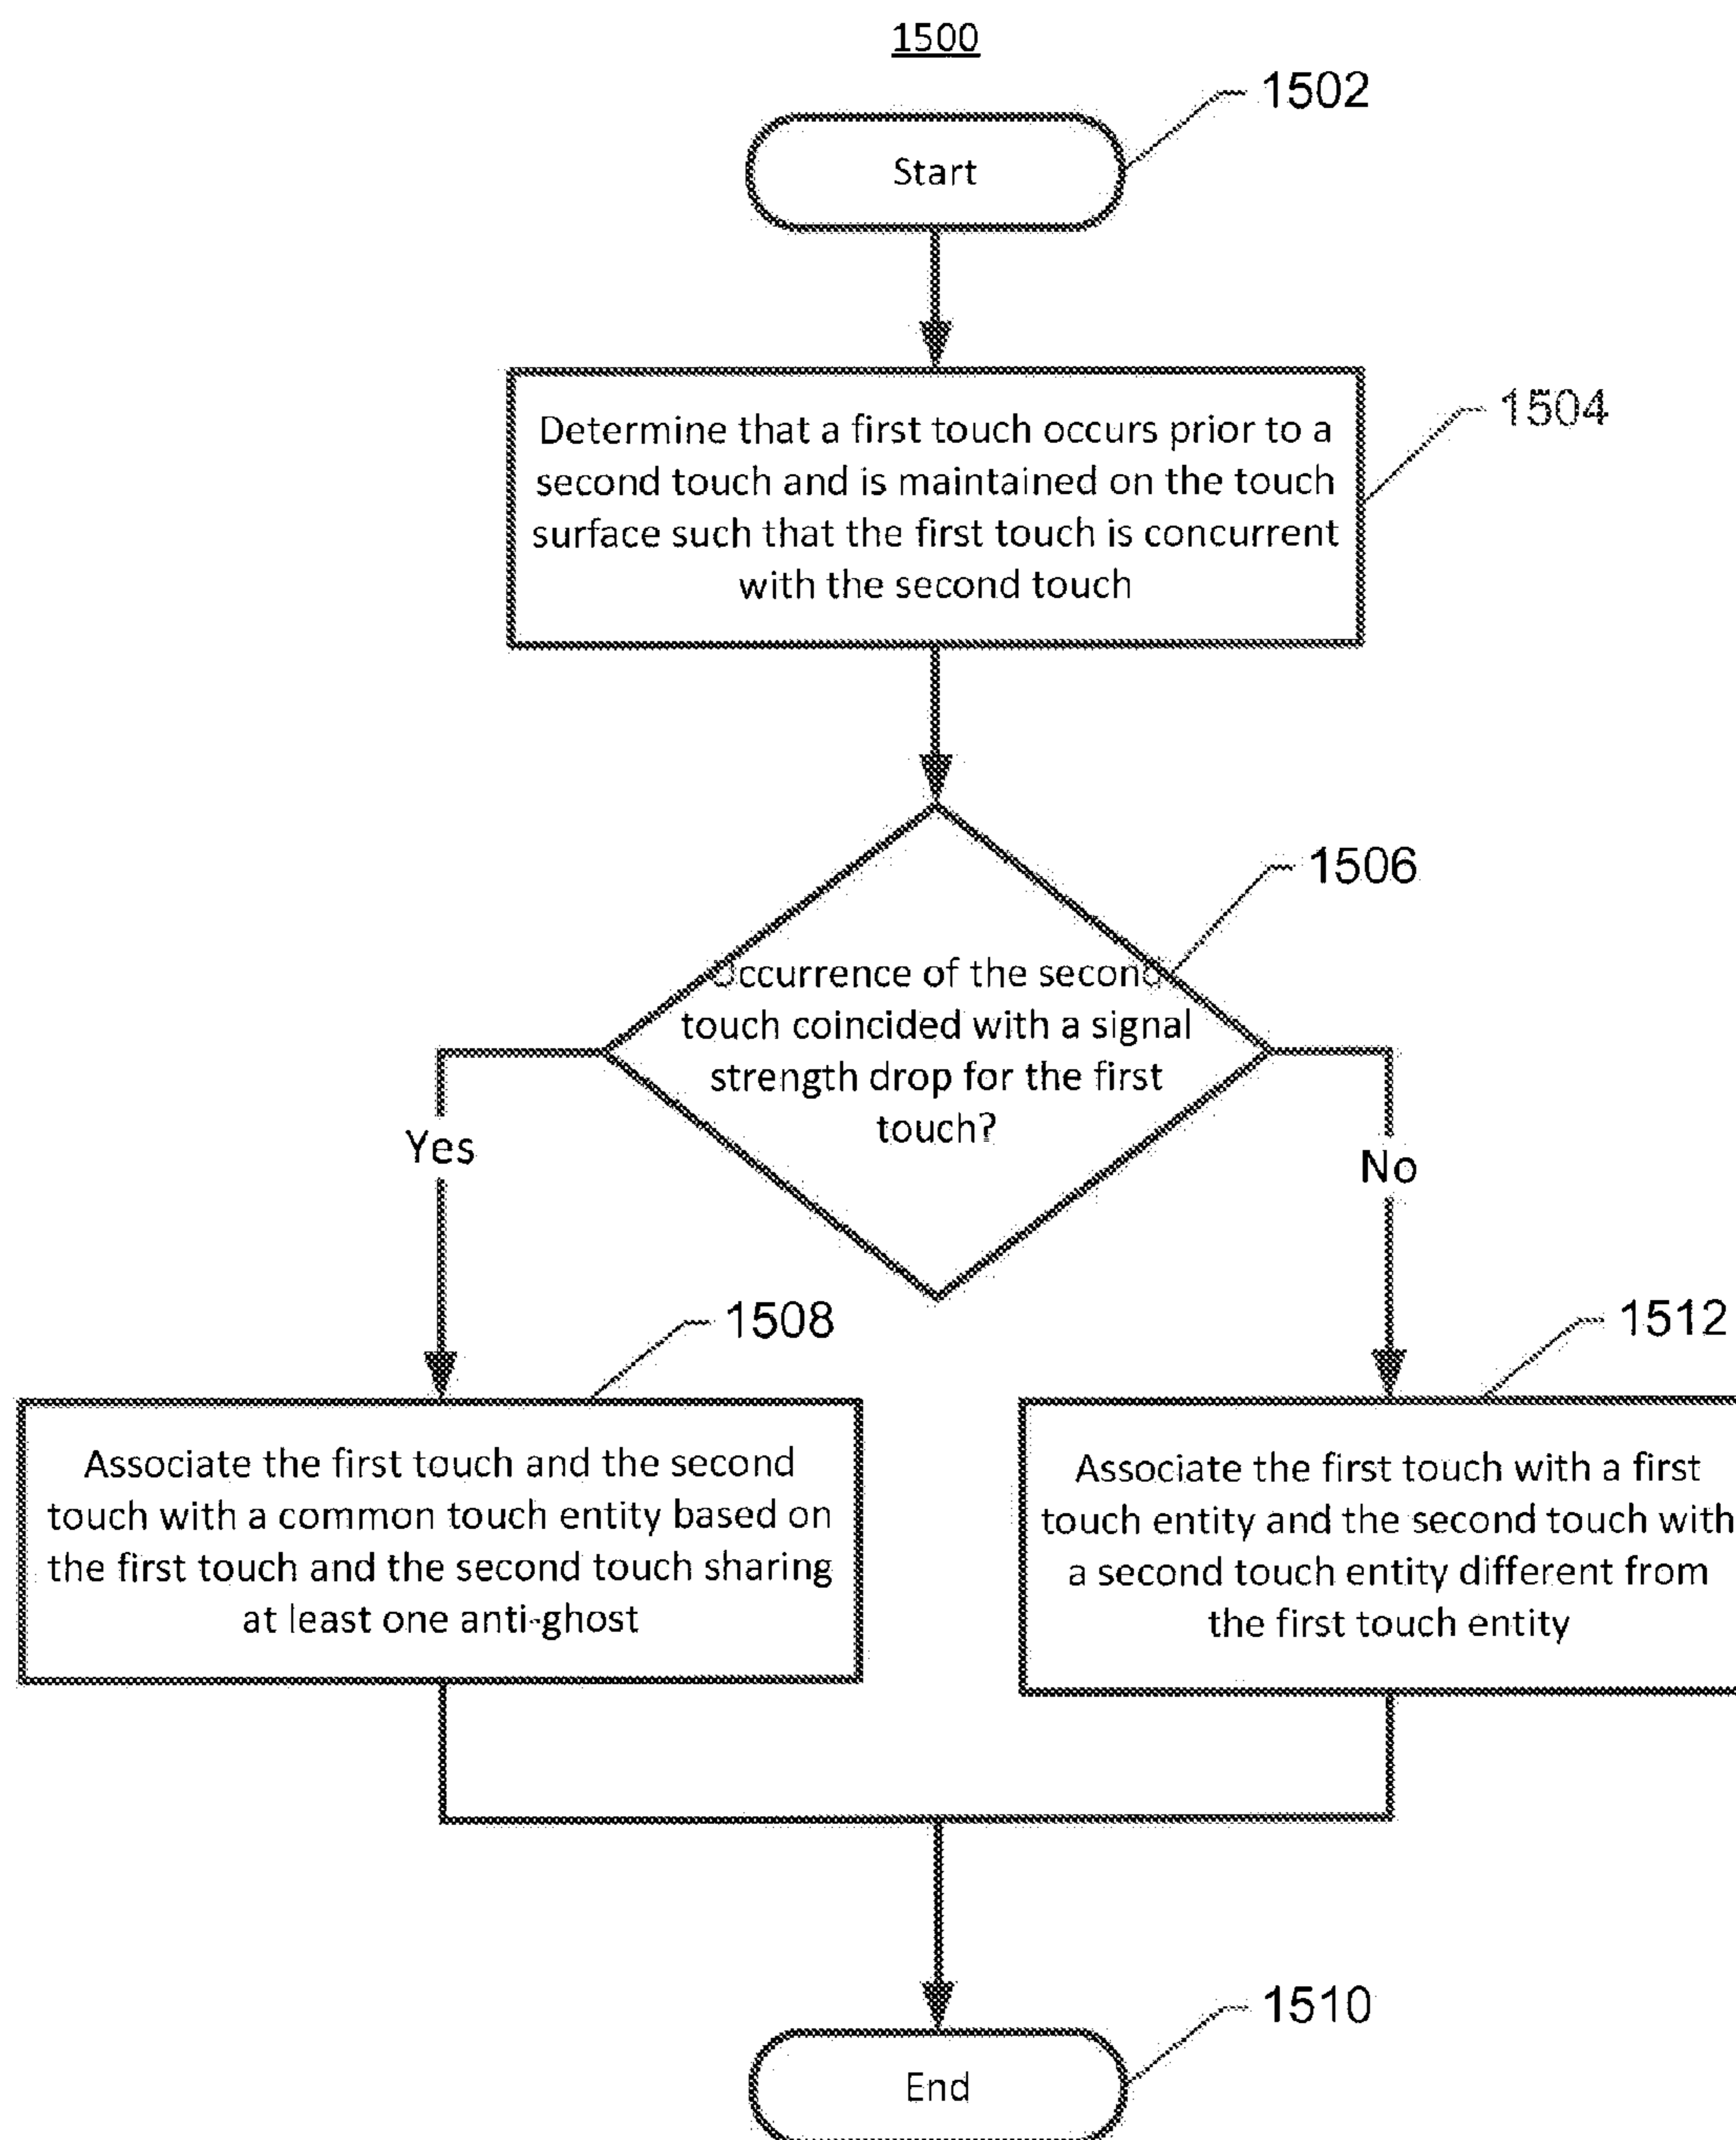 1500
1502
Start
1504
Determine that a first touch occurs prior to a
second touch and is maintained on the touch
surface such that the first touch is concurrent
with the second touch
1506
Occurrence of the second
touch coincided with a signal
strength drop for the first
touch?
Yes
No
1508
1512
Associate the first touch and the second
touch with a common touch entity based on
the first touch and the second touch sharing
at least one anti-ghost
Associate the first touch with a first
touch entity and the second touch with
a second touch entity different from
the first touch entity
1510
End